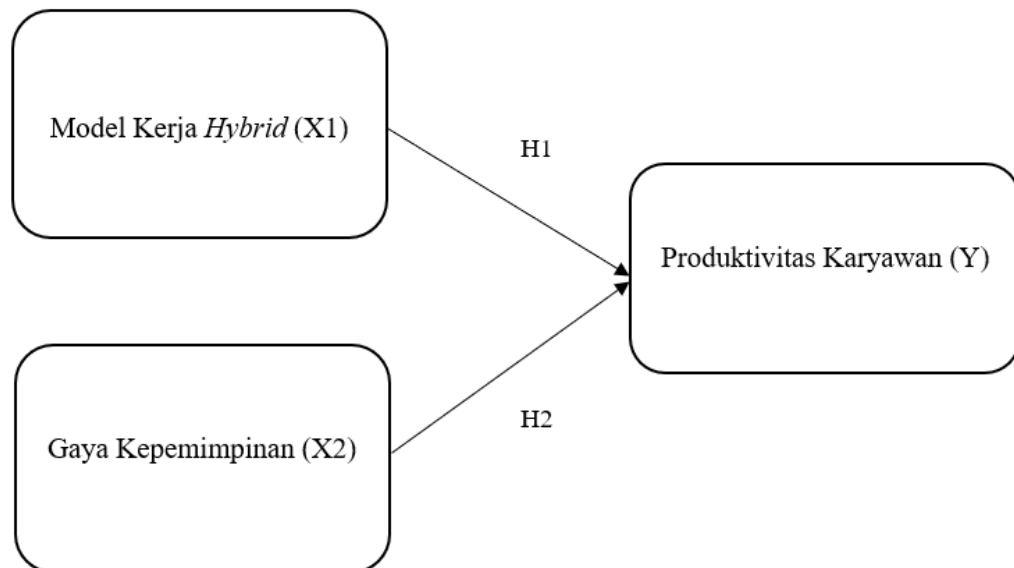 Model Kerja Hybrid (X1)
H1
Produktivitas Karyawan (Y)
H2
Gaya Kepemimpinan (X2)